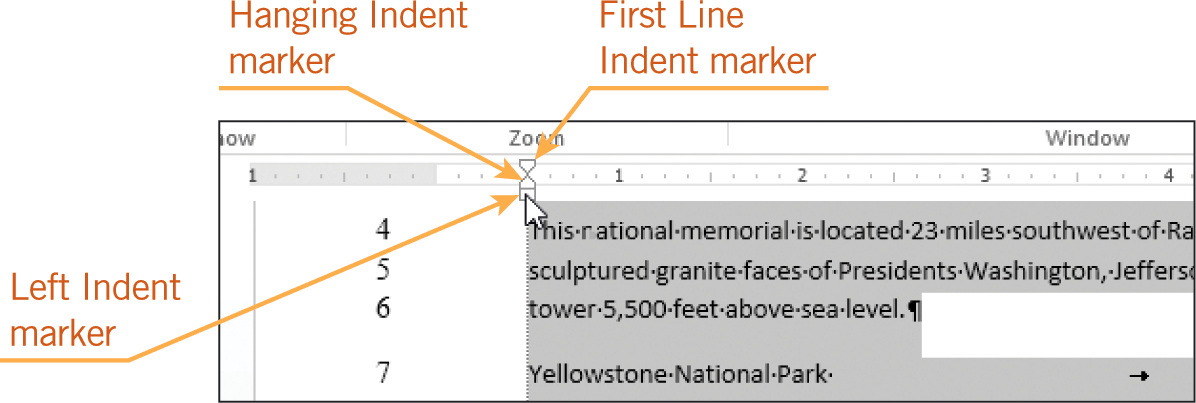 Hanging Indent
marker
First Line
Indent marker
Zoom
Window
1 1 2 3 4
4 This national memorial is located 23 miles southwest of
5 sculptured granite faces of Presidents Washington,
6 tower 5,500 feet above sea level.¶
Left Indent
marker
7 Yellowstone National Park →